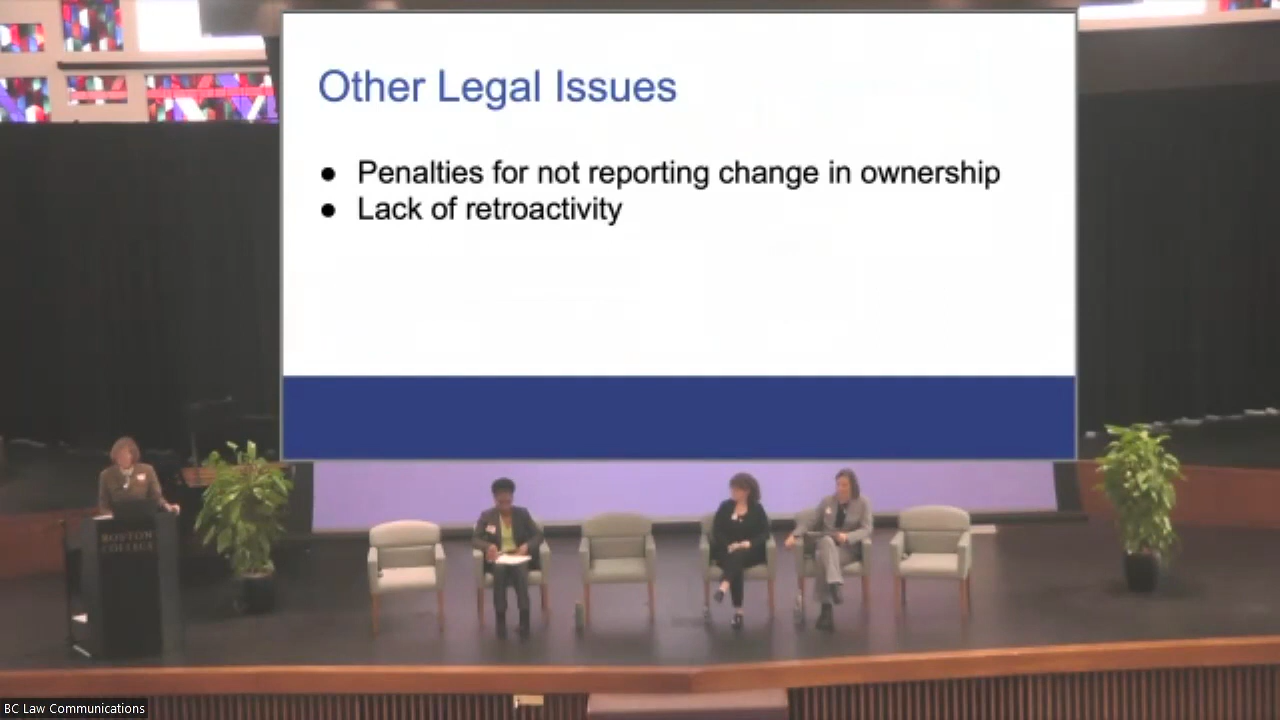 Other Legal Issues
● Penalties for not reporting change in ownership
● Lack of retroactivity
BOSTON
COLLEGE
BC Law Communications